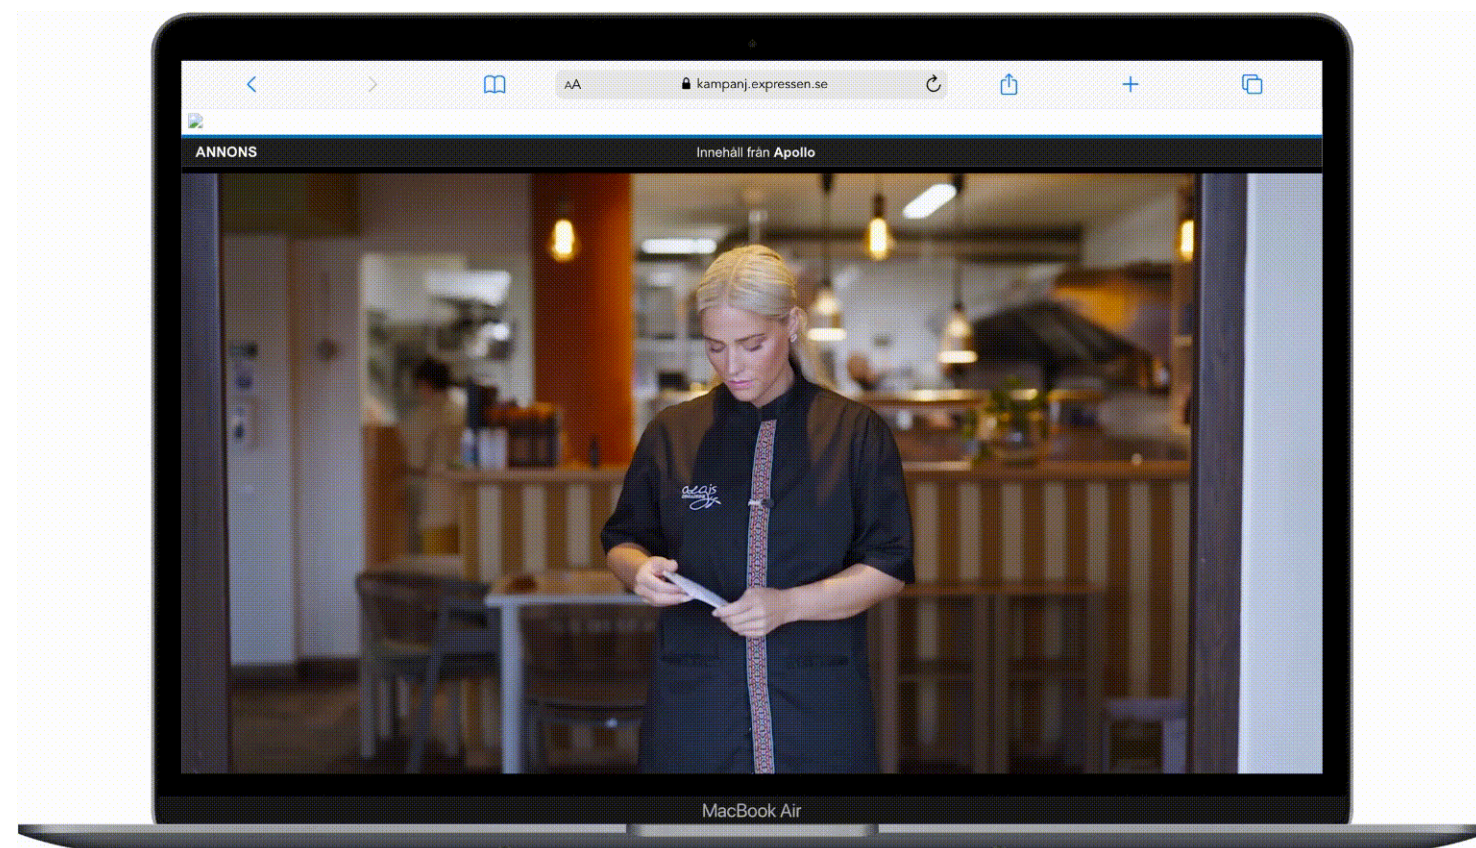 AA
kampanj.expressen.se
ANNONS
Innehåll från Apollo
MacBook Air